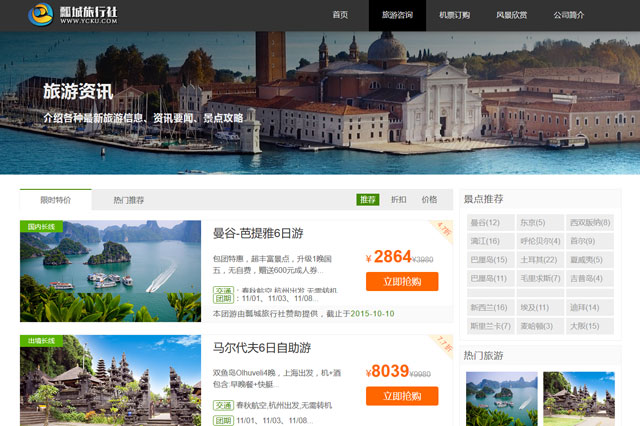 瓢城旅行社
WWW.YCKU.COM
首页 旅游咨询 机票订购 风景欣赏 公司简介
旅游资讯
介绍各种最新旅游信息、资讯要闻、景点攻略
限时特价 热门推荐 推荐 折扣 价格
国内长线
4.7折
曼谷-芭提雅6日游
包团特惠，超丰富景点，升级1晚国
五，无自费，赠送600元成人券...
¥ 2864 ¥3980
立即抢购
交通：春秋航空,杭州出发,无需转机
团期：11/01、11/03、11/08...
本团游由瓢城旅行社赞助提供，截止于2015-10-10
出境长线
7.7折
马尔代夫6日自助游
双鱼岛Olhuveli4晚，上海出发，机+酒
包含 早晚餐+快艇...
¥8039 ¥9980
立即抢购
交通 春秋航空,杭州出发,无需转机
团期：11/01、11/03、11/08...
景点推荐
曼谷(12) 东京(5) 西双版纳(8)
漓江(16) 呼伦贝尔(4) 首尔(9)
巴厘岛(15) 土耳其(22) 夏威夷(5)
巴厘岛(11) 毛里求斯(7) 吉普岛(4)
新西兰(16) 埃及(11) 迪拜(14)
斯里兰卡(7) 夏哈幅(3) 大阪(15)
热门旅游